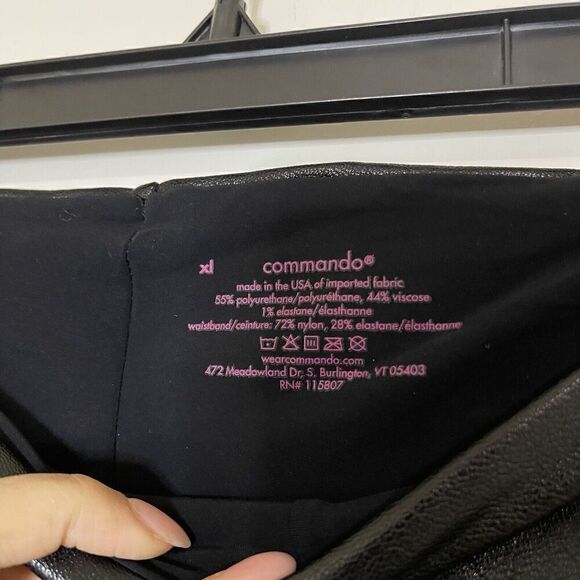 xl commando®
made in the USA of imported fabric
55% polyurethane/polyuréthane, 44% viscose
1% elastane/élasthanne
waistband/ceinture: 72% nylon, 28% elastane/élasthanne
wearcommando.com
472 Meadowland Dr, S. Burlington, VT 05403
RN# 115807